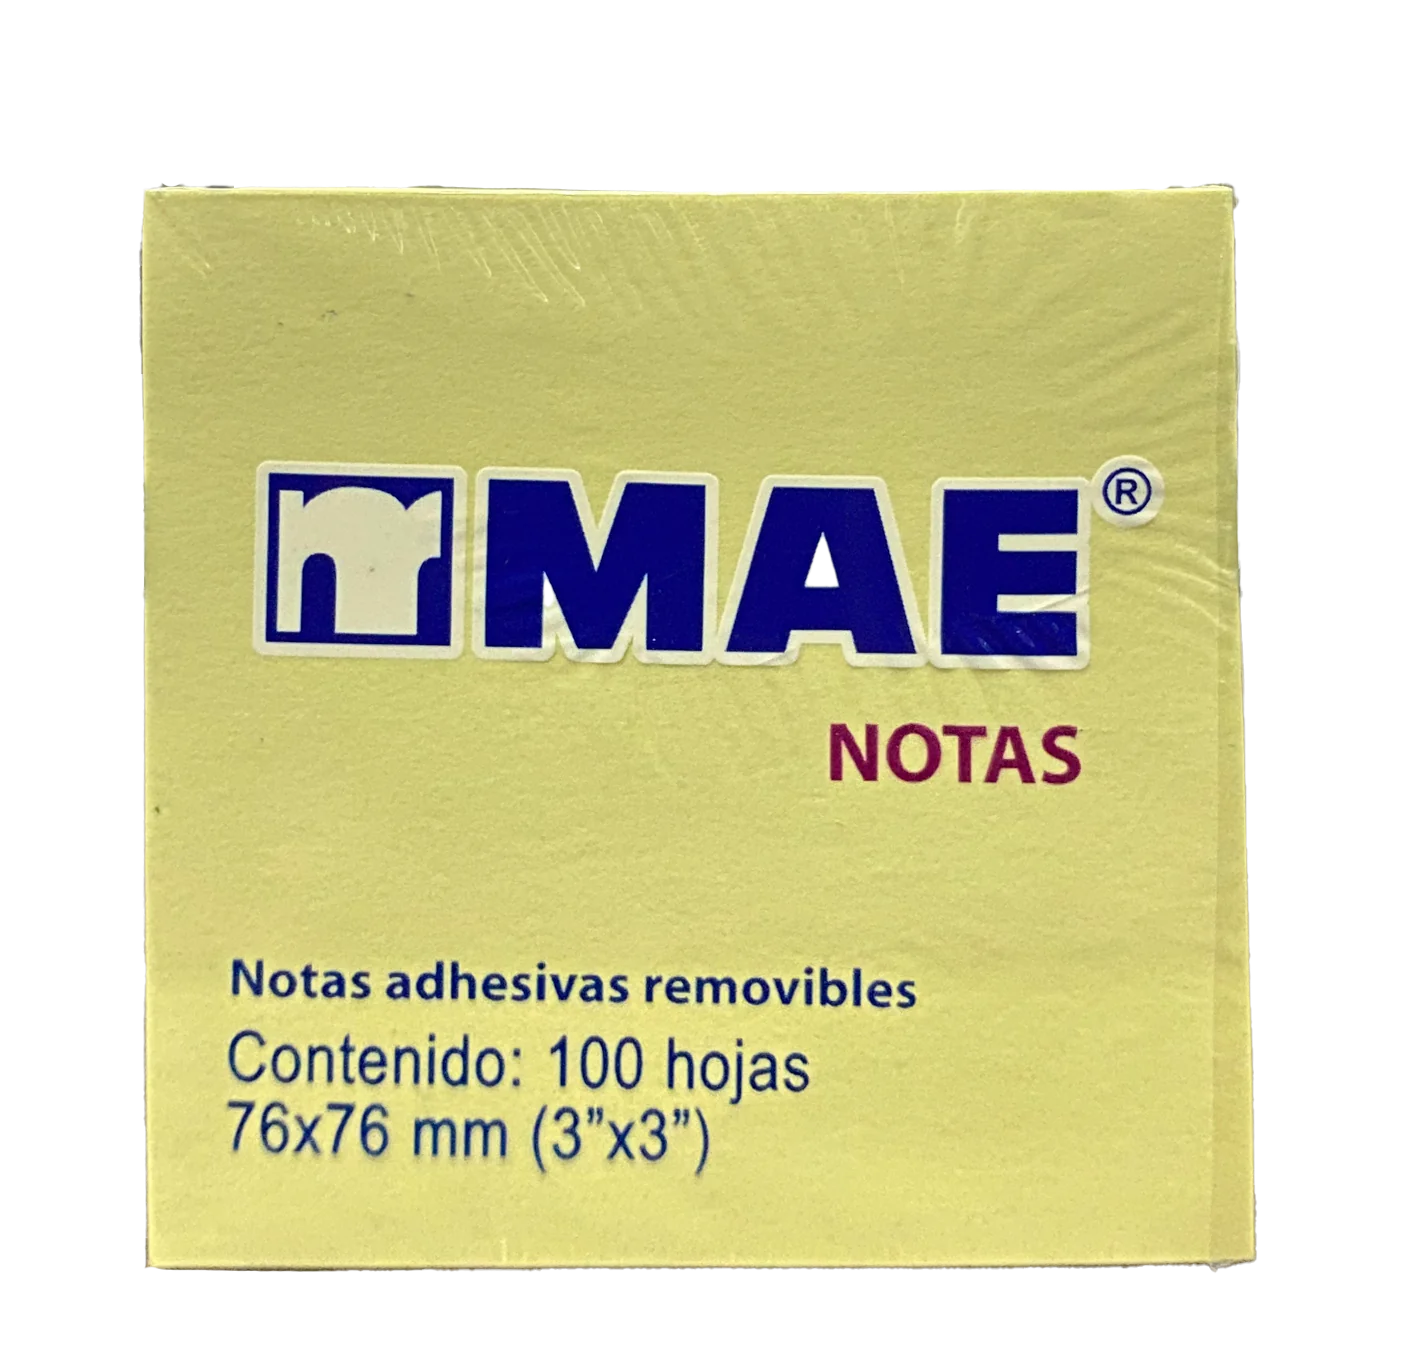 MAE®
NOTAS
Notas adhesivas removibles
Contenido: 100 hojas
76x76 mm (3”x3”)